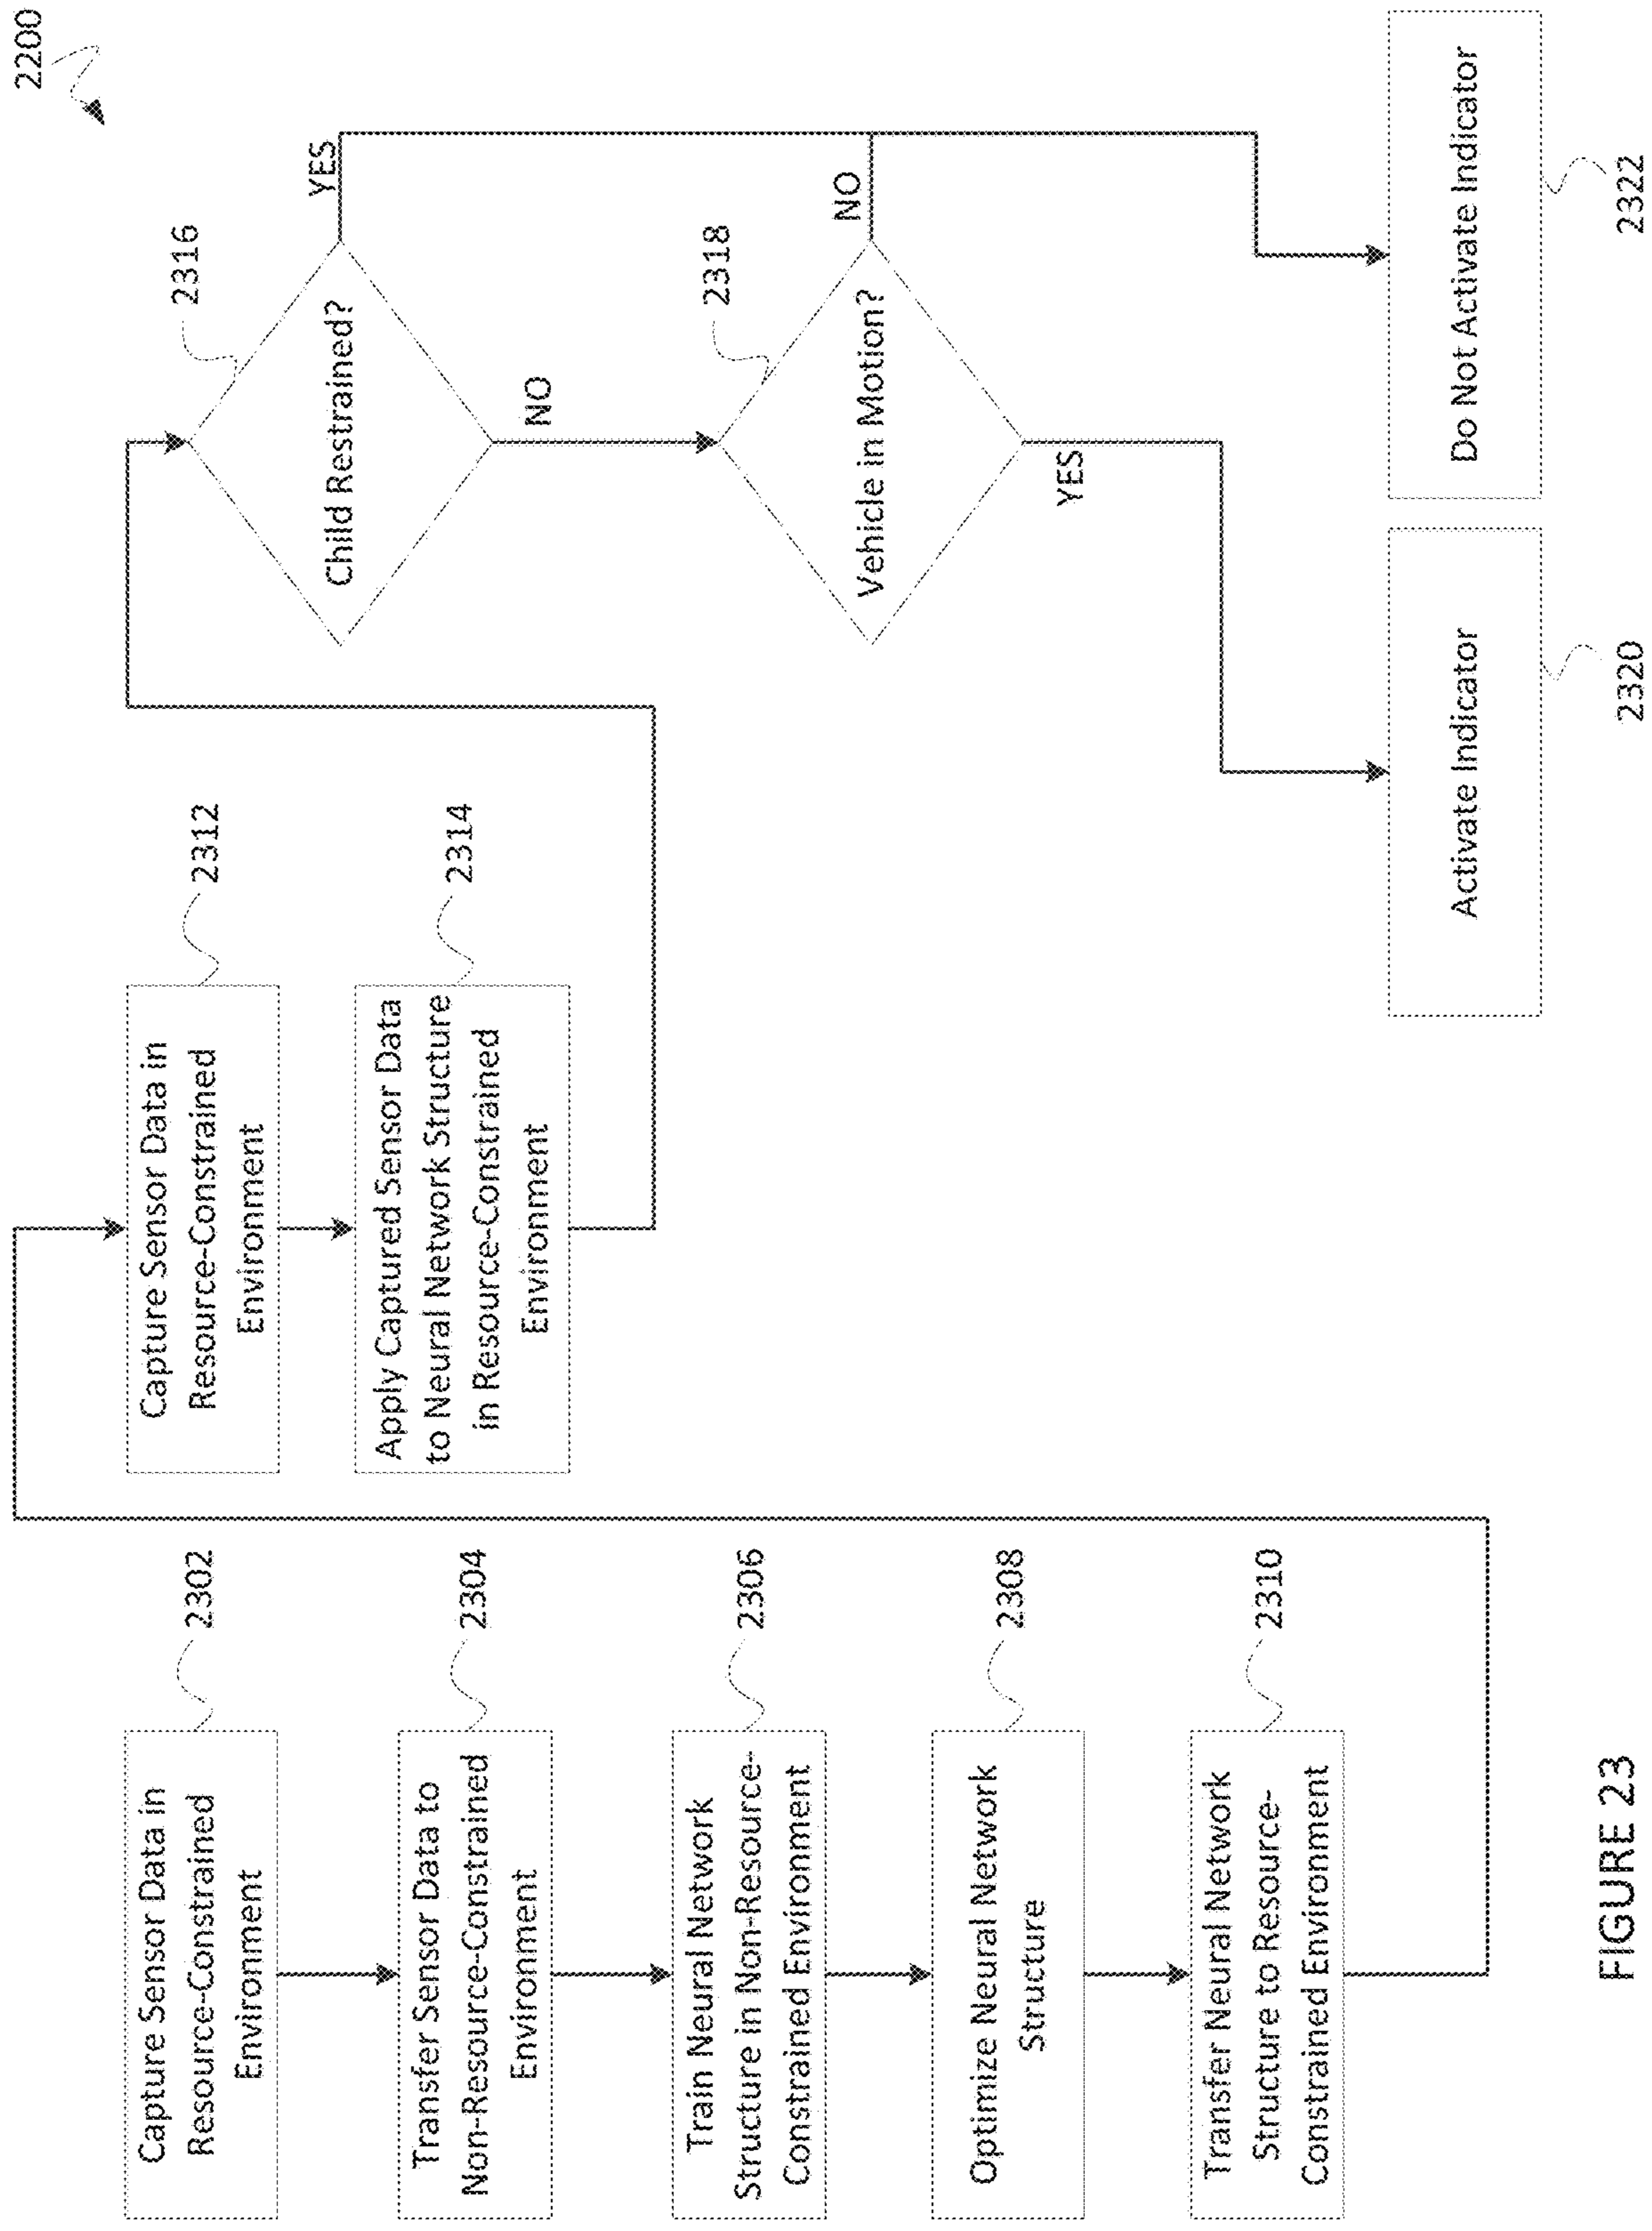 2200
Capture Sensor Data in
Resource-Constrained
Environment
2302
Transfer Sensor Data to
Non-Resource-Constrained
Environment
2304
Train Neural Network
Structure in Non-Resource-
Constrained Environment
2306
Optimize Neural Network
Structure
2308
Transfer Neural Network
Structure to Resource-
Constrained Environment
2310
Capture Sensor Data in
Resource-Constrained
Environment
2312
Apply Captured Sensor Data
to Neural Network Structure
in Resource-Constrained
Environment
2314
Child Restrained?
2316
YES
NO
Vehicle in Motion?
2318
NO
YES
Activate Indicator
2320
Do Not Activate Indicator
2322
FIGURE 23